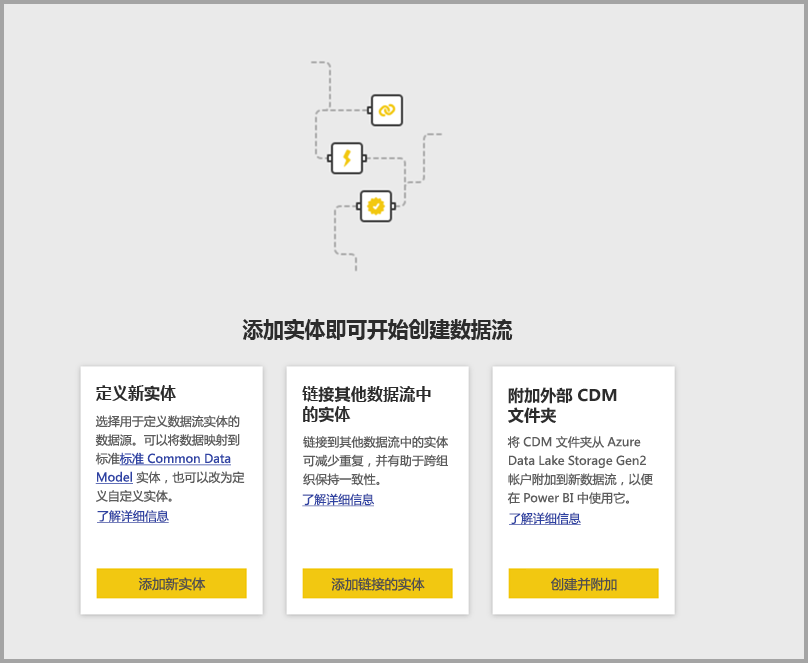 添加实体即可开始创建数据流
定义新实体
选择用于定义数据流实体的
数据源。可以将数据映射到
标准标准 Common Data
Model 实体，也可以改为定
义自定义实体。
了解详细信息
添加新实体
链接其他数据流中
的实体
链接到其他数据流中的实体
可减少重复，并有助于跨组
织保持一致性。
了解详细信息
添加链接的实体
附加外部 CDM
文件夹
将 CDM 文件夹从 Azure
Data Lake Storage Gen2
帐户附加到新数据流，以便
在 Power BI 中使用它。
了解详细信息
创建并附加